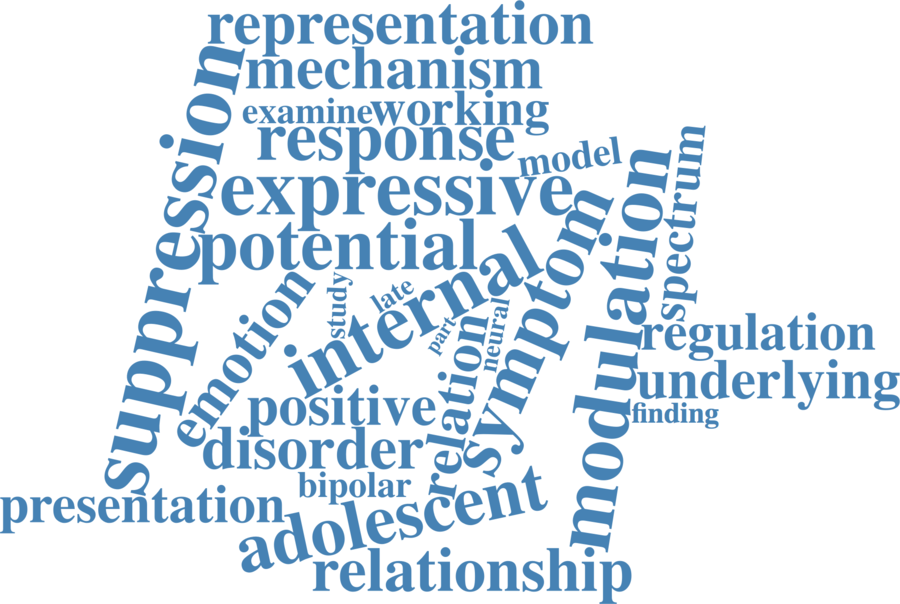 representation
mechanism
examine
working
response
model
expressive
suppression
potential
spectrum
modulation
symptom
internal
emotion
study
late
part
neural
relation
regulation
underlying
finding
positive
disorder
bipolar
presentation
adolescent
relationship